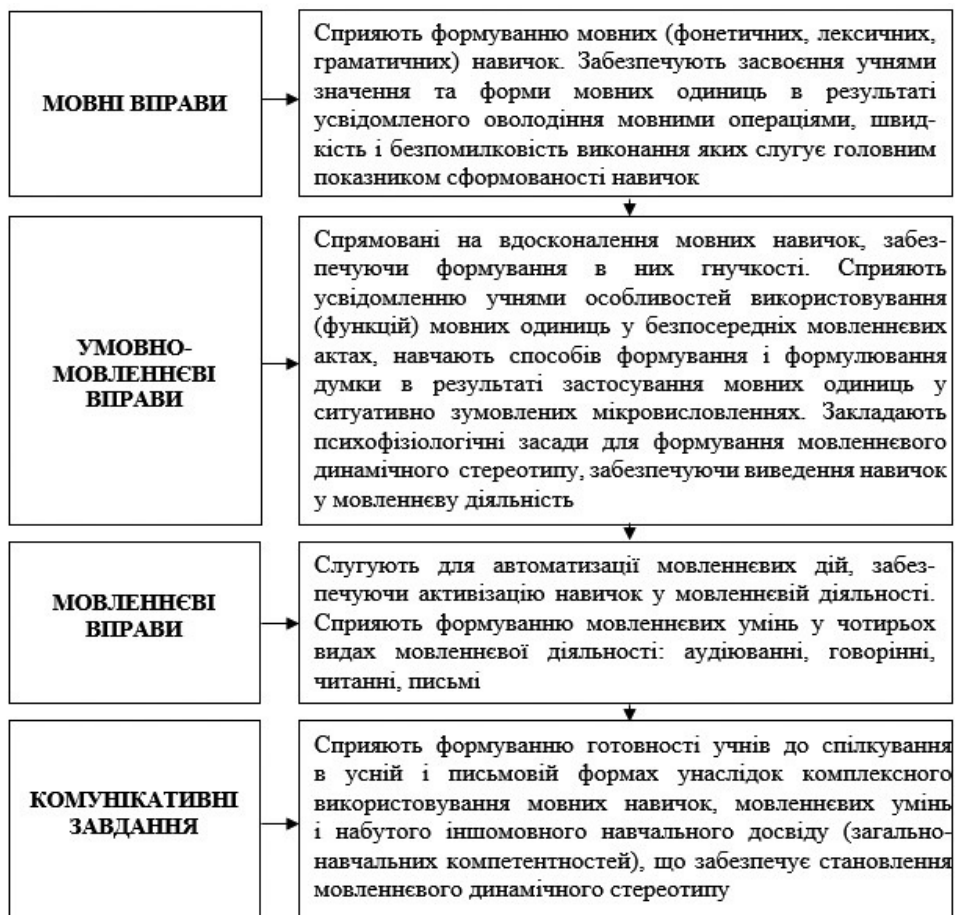 МОВНІ ВПРАВИ
Сприяють формуванню мовних (фонетичних, лексичних,
граматичних) навичок. Забезпечують засвоєння учнями
значення та форми мовних одиниць в результаті
усвідомленого оволодіння мовними операціями, швид-
кість і безпомилковість виконання яких слугує головним
показником сформованості навичок
УМОВНО-
МОВЛЕННЄВІ
ВПРАВИ
Спрямовані на вдосконалення мовних навичок, забез-
печуючи формування в них гнучкості. Сприяють
усвідомленню учнями особливостей використовування
(функцій) мовних одиниць у безпосередніх мовленнєвих
актах, навчають способів формування і формулювання
думки в результаті застосування мовних одиниць у
ситуативно зумовлених мікровисловленнях. Закладають
психофізіологічні засади для формування мовленнєвого
динамічного стереотипу, забезпечуючи виведення навичок
у мовленнєву діяльність
МОВЛЕННЄВІ
ВПРАВИ
Слугують для автоматизації мовленнєвих дій, забез-
печуючи активізацію навичок у мовленнєвій діяльності.
Сприяють формуванню мовленнєвих умінь у чотирьох
видах мовленнєвої діяльності: аудіюванні, говорінні,
читанні, письмі
КОМУНІКАТИВНІ
ЗАВДАННЯ
Сприяють формуванню готовності учнів до спілкування
в усній і письмовій формах унаслідок комплексного
використовування мовних навичок, мовленнєвих умінь
і набутого іншомовного навчального досвіду (загально-
навчальних компетентностей), що забезпечує становлення
мовленнєвого динамічного стереотипу